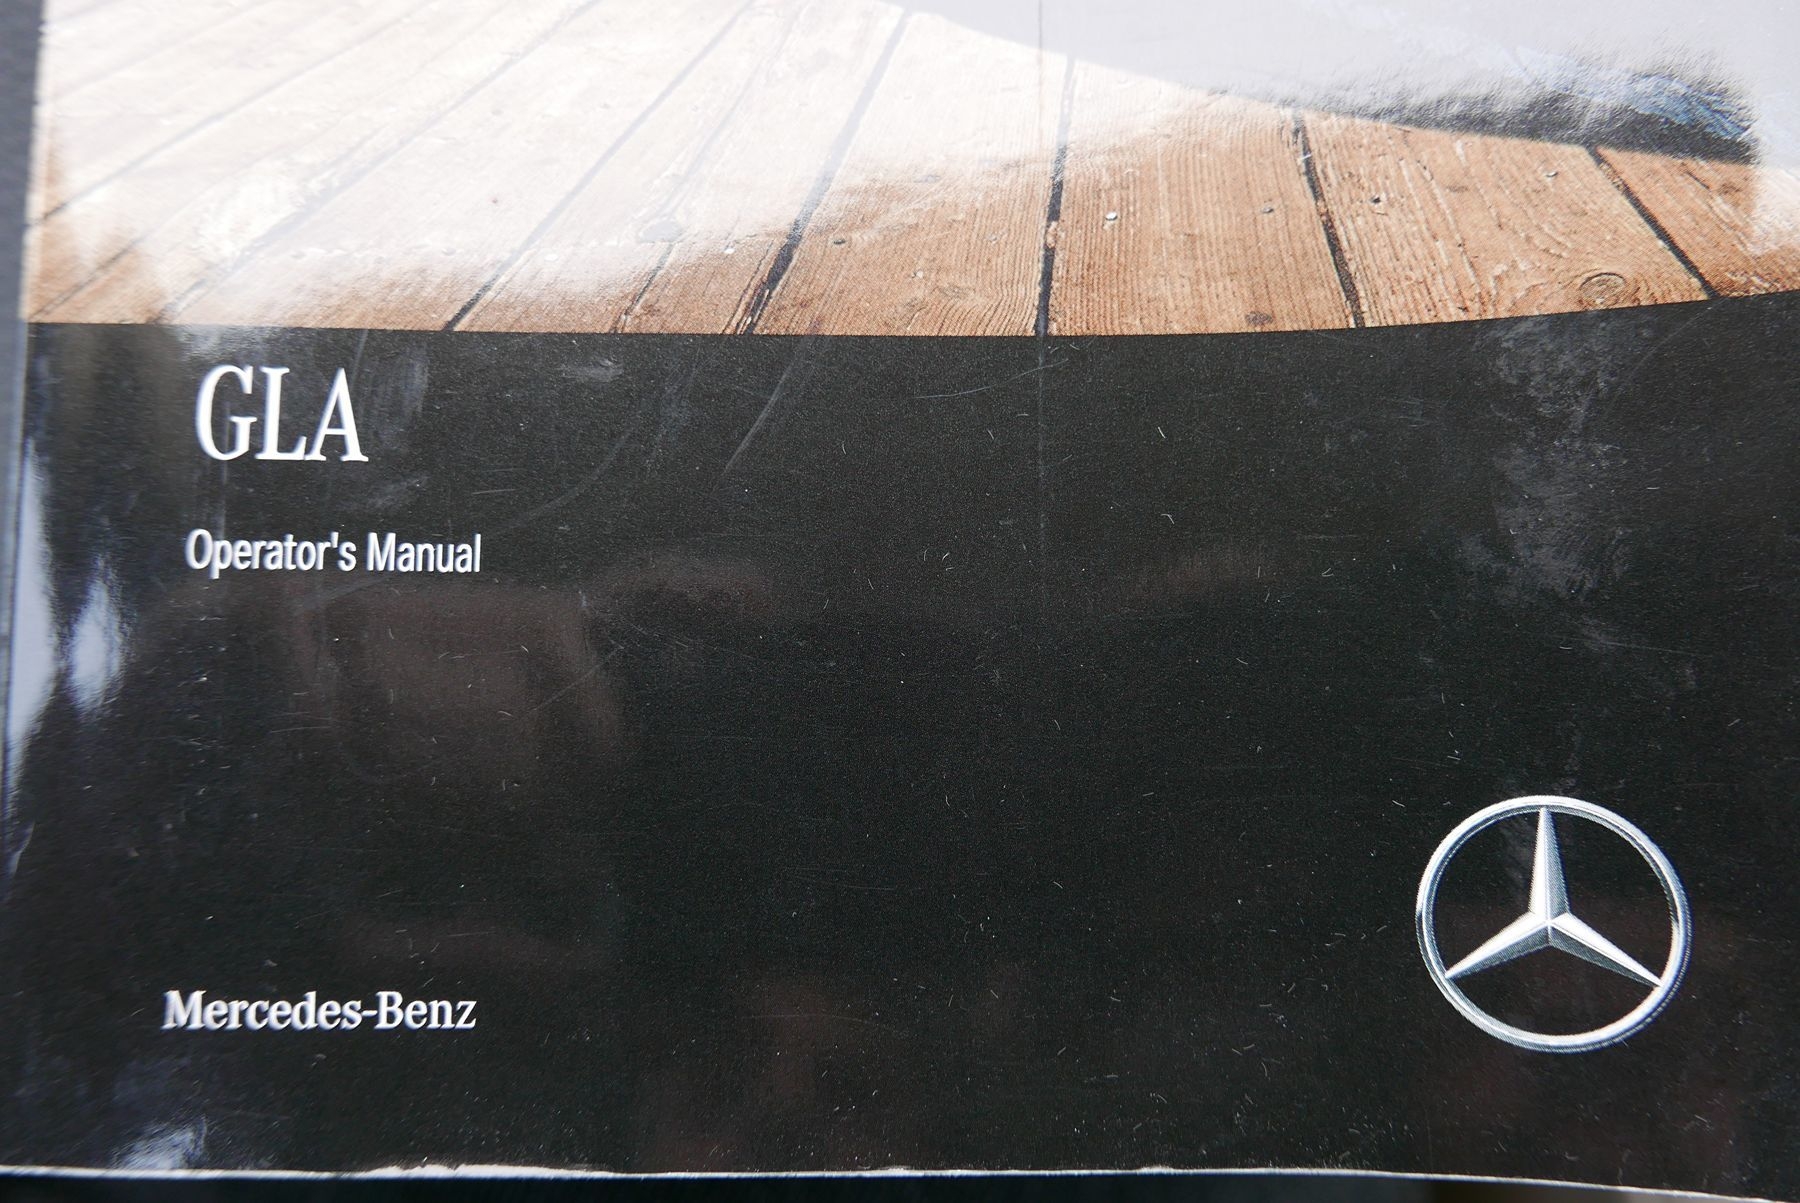 GLA
Operator's Manual
Mercedes-Benz